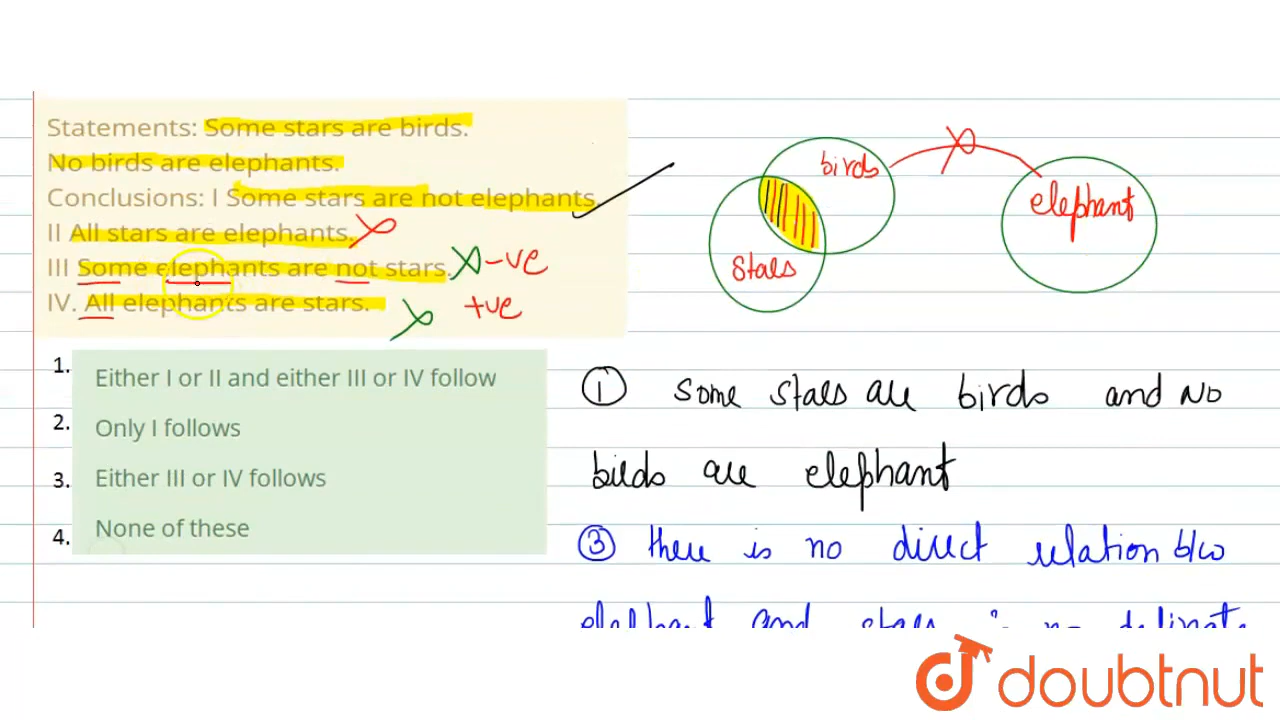 Statements: Some stars are birds.
No birds are elephants.
Conclusions: I Some stars are not elephants.
II All stars are elephants.
III Some elephants are not stars. -ve
IV. All elephants are stars. +ve
birds
Stars
elephant
1. Either I or II and either III or IV follow
2. Only I follows
3. Either III or IV follows
4. None of these
① Some stars are birds and No
birds are elephant
③ there is no direct relation b/w
elephant and stars no
doubtnut